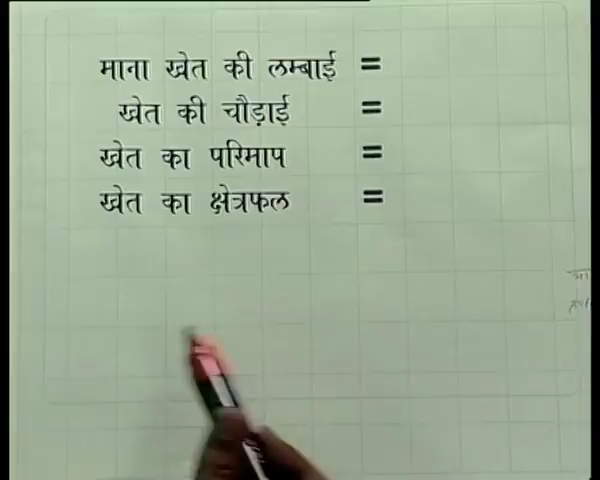 माना खेत की लम्बाई =
खेत की चौड़ाई =
खेत का परिमाप =
खेत का क्षेत्रफल =